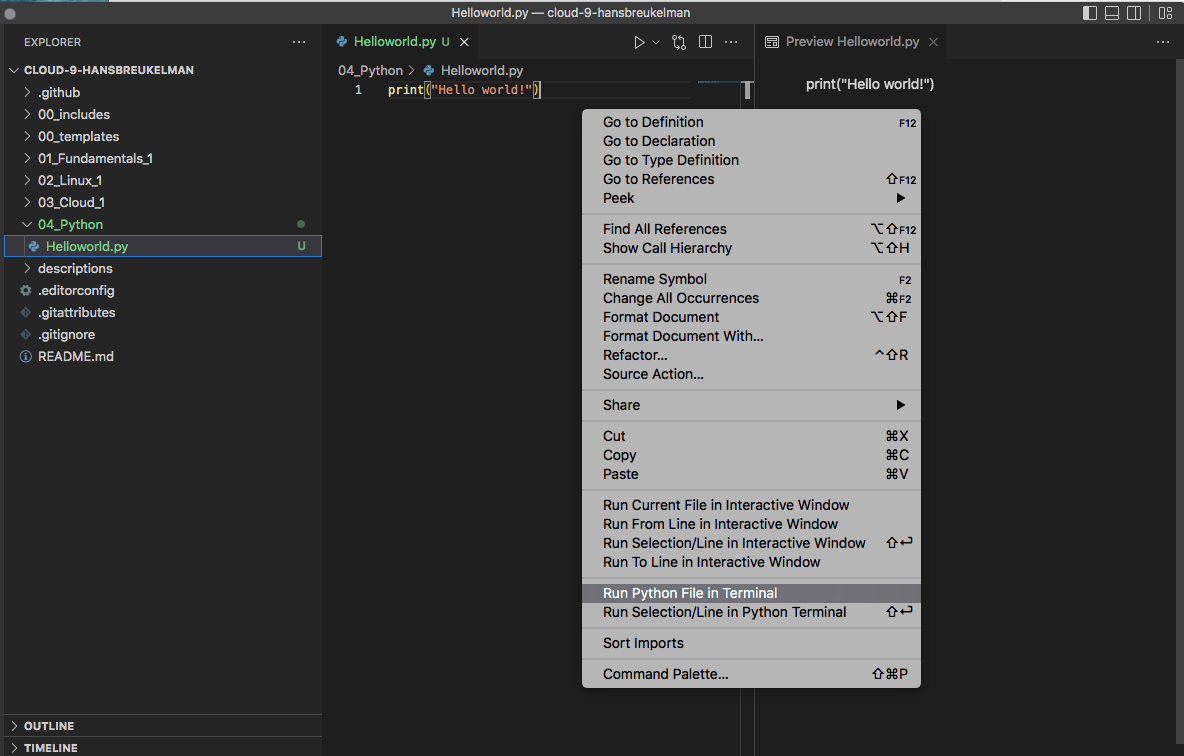 Helloworld.py — cloud-9-hansbreukelman
EXPLORER
CLOUD-9-HANSBREUKELMAN
.github
00_includes
00_templates
01_Fundamentals_1
02_Linux_1
03_Cloud_1
04_Python
Helloworld.py U
descriptions
.editorconfig
.gitattributes
.gitignore
README.md
OUTLINE
TIMELINE
Helloworld.py U
04_Python > Helloworld.py
1 print("Hello world!")
Preview Helloworld.py
print("Hello world!")
Go to Definition F12
Go to Declaration
Go to Type Definition
Go to References ⇧F12
Peek
Find All References ⌥⇧F12
Show Call Hierarchy ⌥⇧H
Rename Symbol F2
Change All Occurrences ⌘F2
Format Document ⌥⇧F
Format Document With...
Refactor... ^⇧R
Source Action...
Share
Cut ⌘X
Copy ⌘C
Paste ⌘V
Run Current File in Interactive Window
Run From Line in Interactive Window
Run Selection/Line in Interactive Window ⇧↩
Run To Line in Interactive Window
Run Python File in Terminal
Run Selection/Line in Python Terminal ⇧↩
Sort Imports
Command Palette... ⇧⌘P